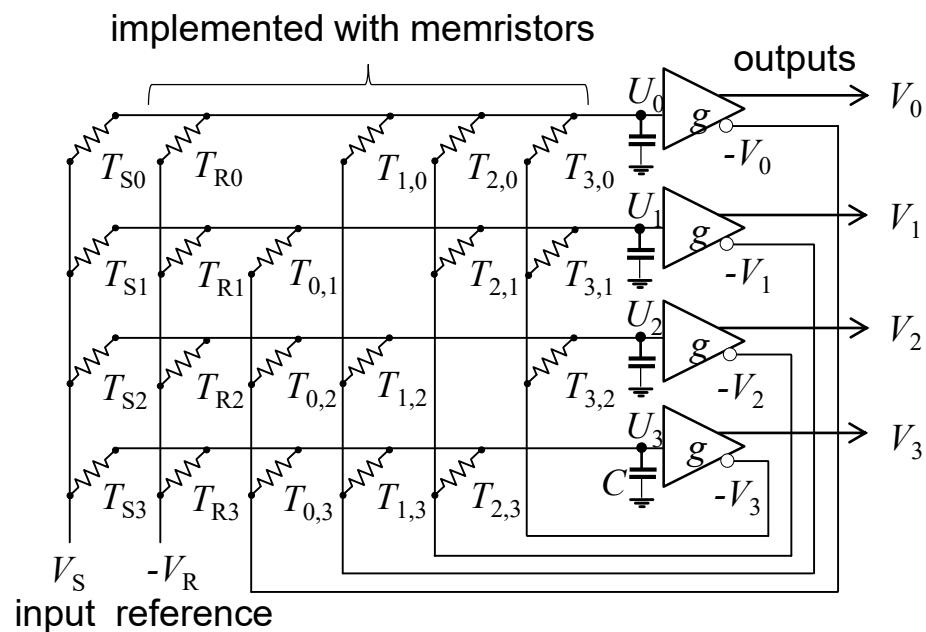 implemented with memristors
outputs
U0 g V0
-V0
TS0 TR0 T1,0 T2,0 T3,0
U1 g V1
-V1
TS1 TR1 T0,1 T2,1 T3,1
U2 g V2
-V2
TS2 TR2 T0,2 T1,2 T3,2
U3 g V3
C -V3
TS3 TR3 T0,3 T1,3 T2,3
VS -VR
input reference